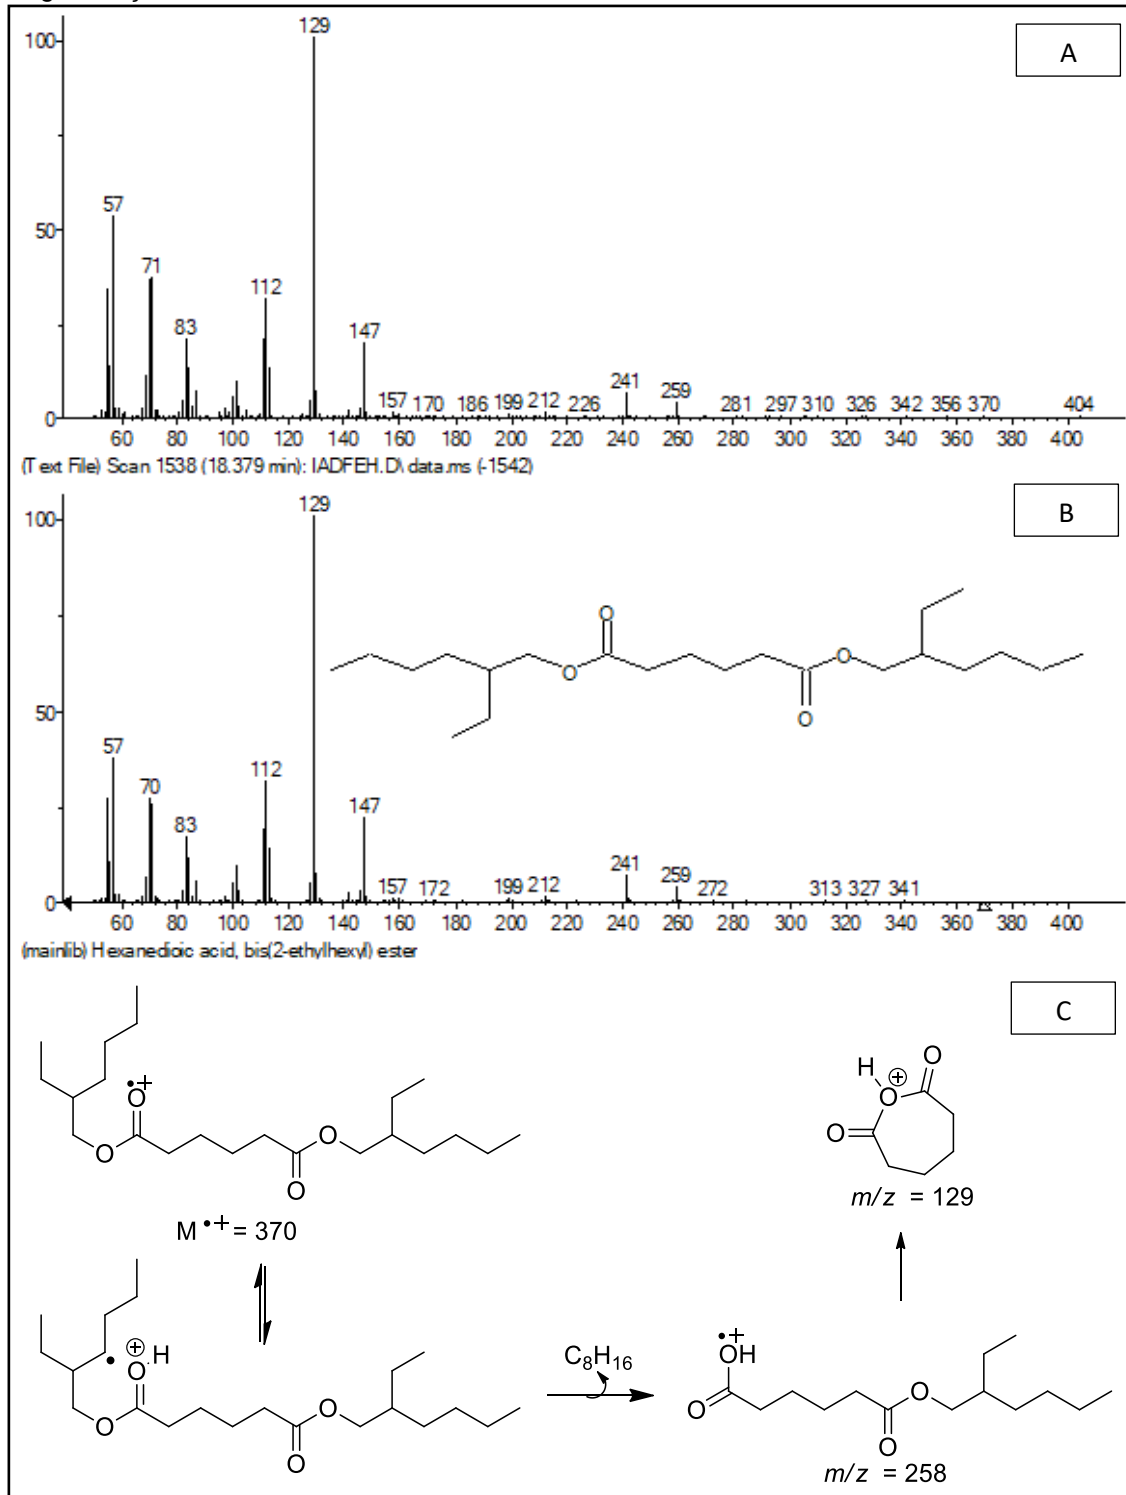 A
100
50
0
129
57
71
83
112
147
157 170 186 199 212 226 241 259 281 297 310 326 342 356 370 404
60 80 100 120 140 160 180 200 220 240 260 280 300 320 340 360 380 400
(Text File) Scan 1538 (18.379 min): IADFEH.D\data.ms (-1542)
B
100
50
0
129
57
70
83
112
147
157 172 199 212 241 259 272 313 327 341
O
O
O
O
60 80 100 120 140 160 180 200 220 240 260 280 300 320 340 360 380 400
(mainlib) Hexanedioic acid, bis(2-ethylhexyl) ester
C
•+
O
O
O
O
M •+ = 370
H
O
⊕
O
O
m/z = 129
• ⊕
O H
O
O
O
C8H16
•+
OH
O
O
O
m/z = 258